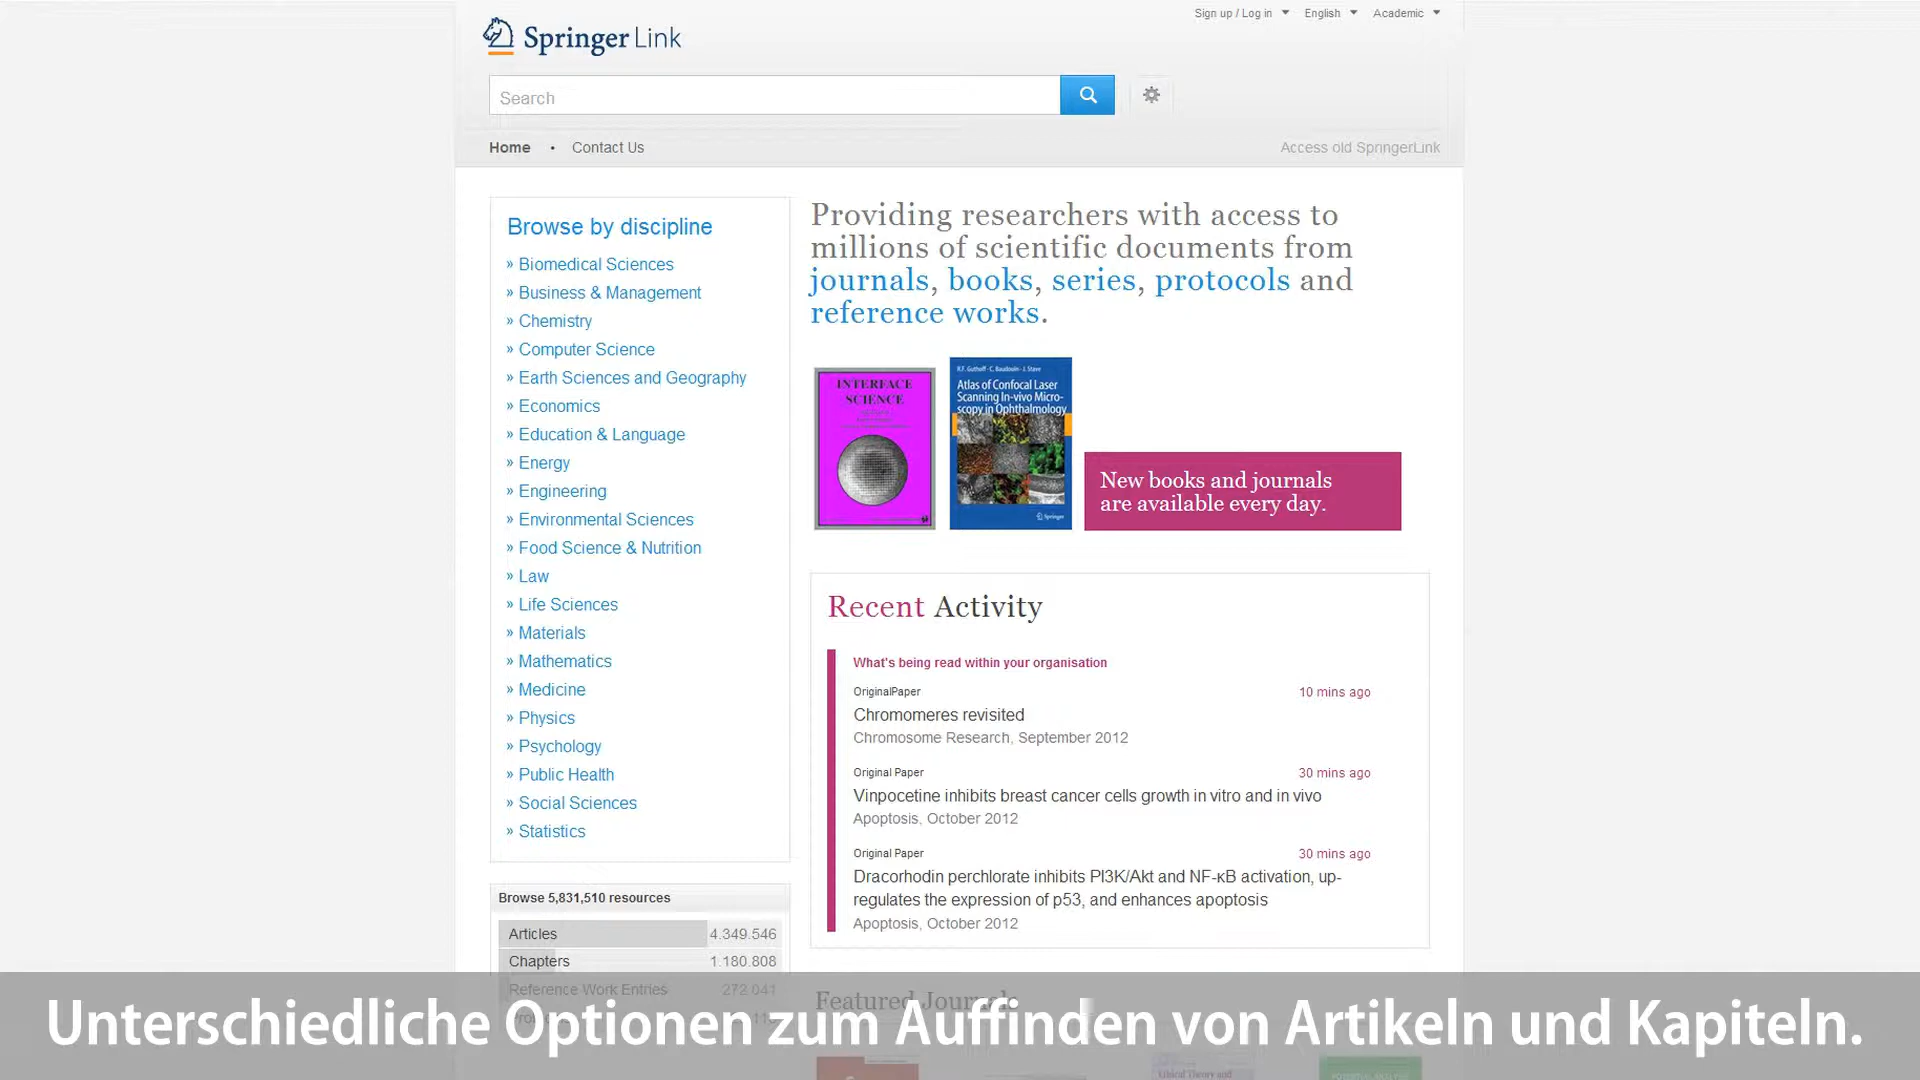 Sign up / Log in
English
Academic
Springer Link
Search
Home • Contact Us
Access old SpringerLink
Browse by discipline
» Biomedical Sciences
» Business & Management
» Chemistry
» Computer Science
» Earth Sciences and Geography
» Economics
» Education & Language
» Energy
» Engineering
» Environmental Sciences
» Food Science & Nutrition
» Law
» Life Sciences
» Materials
» Mathematics
» Medicine
» Physics
» Psychology
» Public Health
» Social Sciences
» Statistics
Browse 5,831,510 resources
Articles 4.349.546
Chapters 1.180.808
Reference Work Entries 272.041
Providing researchers with access to
millions of scientific documents from
journals, books, series, protocols and
reference works.
INTERFACE
SCIENCE
R.F. Guthoff · C. Baudouin · J. Stave
Atlas of Confocal Laser
Scanning In-vivo Micro-
scopy in Ophthalmology
Springer
New books and journals
are available every day.
Recent Activity
What's being read within your organisation
OriginalPaper 10 mins ago
Chromomeres revisited
Chromosome Research, September 2012
Original Paper 30 mins ago
Vinpocetine inhibits breast cancer cells growth in vitro and in vivo
Apoptosis, October 2012
Original Paper 30 mins ago
Dracorhodin perchlorate inhibits PI3K/Akt and NF-κB activation, up-
regulates the expression of p53, and enhances apoptosis
Apoptosis, October 2012
Featured Journals
Unterschiedliche Optionen zum Auffinden von Artikeln und Kapiteln.
Ethical Theory and